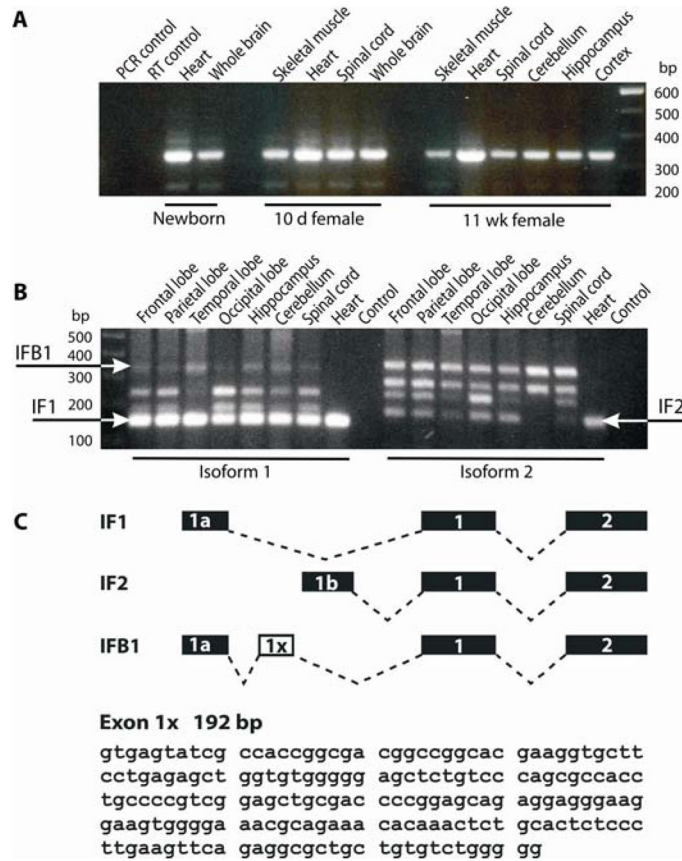 A
PCR control
RT control
Heart
Whole brain
Skeletal muscle
Heart
Spinal cord
Whole brain
Skeletal muscle
Heart
Spinal cord
Cerebellum
Hippocampus
Cortex
bp
600
500
400
300
200
Newborn
10 d female
11 wk female
B
Frontal lobe
Parietal lobe
Temporal lobe
Occipital lobe
Hippocampus
Cerebellum
Spinal cord
Heart
Control
Frontal lobe
Parietal lobe
Temporal lobe
Occipital lobe
Hippocampus
Cerebellum
Spinal cord
Heart
Control
bp
500
400
IFB1
300
200
IF1
IF2
100
Isoform 1
Isoform 2
C
IF1 1a 1 2
IF2 1b 1 2
IFB1 1a 1x 1 2
Exon 1x 192 bp
gtgagtatcg ccaccggcga cggccggcac gaaggtgctt
cctgagagct ggtgtggggg agctctgtcc cagcgccacc
tgccccgtcg gagctgcgac cccggagcag aggagggaag
gaagtgggga aacgcagaaa cacaaactct gcactctccc
ttgaagttca gaggcgctgc tgtgtctggg gg